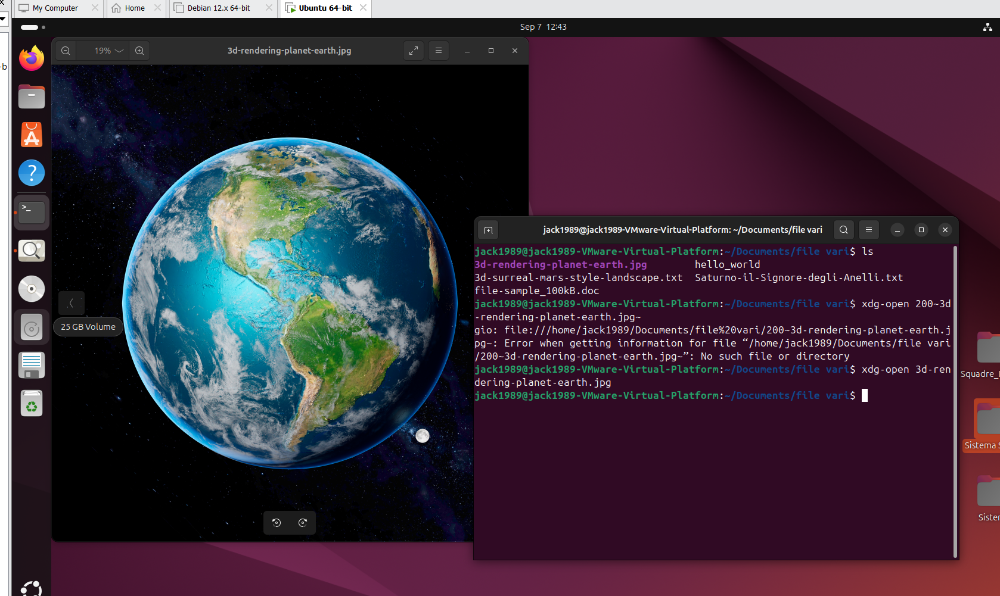 My Computer
Home
Debian 12.x 64-bit
Ubuntu 64-bit
Sep 7 12:43
-b
19%
3d-rendering-planet-earth.jpg
25 GB Volume
jack1989@jack1989-VMware-Virtual-Platform: ~/Documents/file vari
jack1989@jack1989-VMware-Virtual-Platform:~/Documents/file vari$ ls
3d-rendering-planet-earth.jpg hello_world
3d-surreal-mars-style-landscape.txt Saturno-il-Signore-degli-Anelli.txt
file-sample_100kB.doc
jack1989@jack1989-VMware-Virtual-Platform:~/Documents/file vari$ xdg-open 200~3d
-rendering-planet-earth.jpg~
gio: file:///home/jack1989/Documents/file%20vari/200~3d-rendering-planet-earth.j
pg~: Error when getting information for file “/home/jack1989/Documents/file vari
/200~3d-rendering-planet-earth.jpg~”: No such file or directory
jack1989@jack1989-VMware-Virtual-Platform:~/Documents/file vari$ xdg-open 3d-ren
dering-planet-earth.jpg
jack1989@jack1989-VMware-Virtual-Platform:~/Documents/file vari$
Squadre_
Sistema
Sister